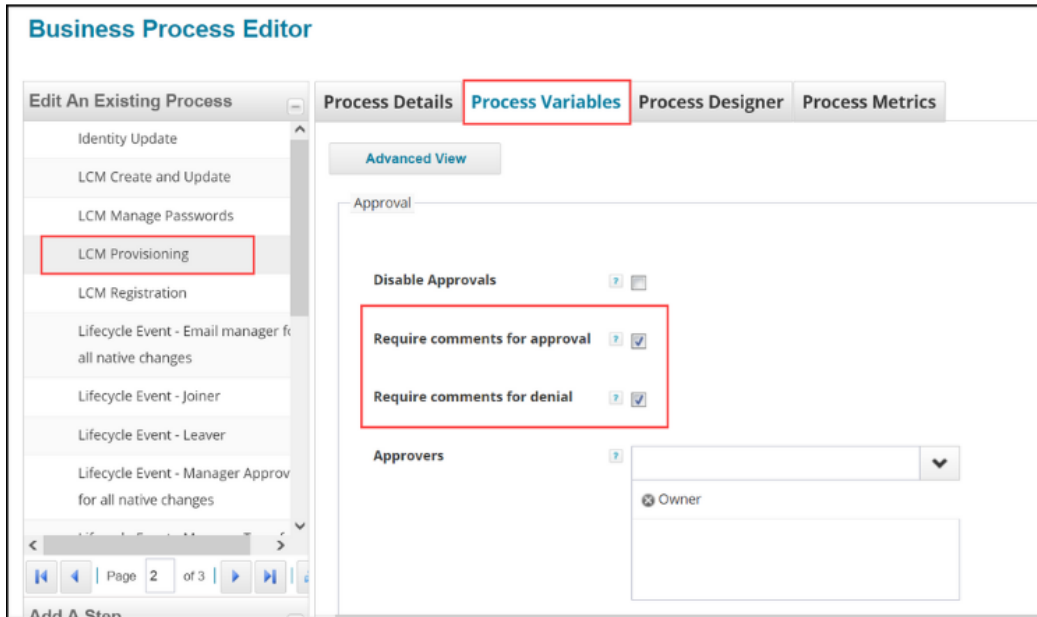 Business Process Editor
Edit An Existing Process
Identity Update
LCM Create and Update
LCM Manage Passwords
LCM Provisioning
LCM Registration
Lifecycle Event - Email manager fo
all native changes
Lifecycle Event - Joiner
Lifecycle Event - Leaver
Lifecycle Event - Manager Approv
for all native changes
Page 2 of 3
Add A Step
Process Details Process Variables Process Designer Process Metrics
Advanced View
Approval
Disable Approvals ?
Require comments for approval ?
Require comments for denial ?
Approvers ?
Owner